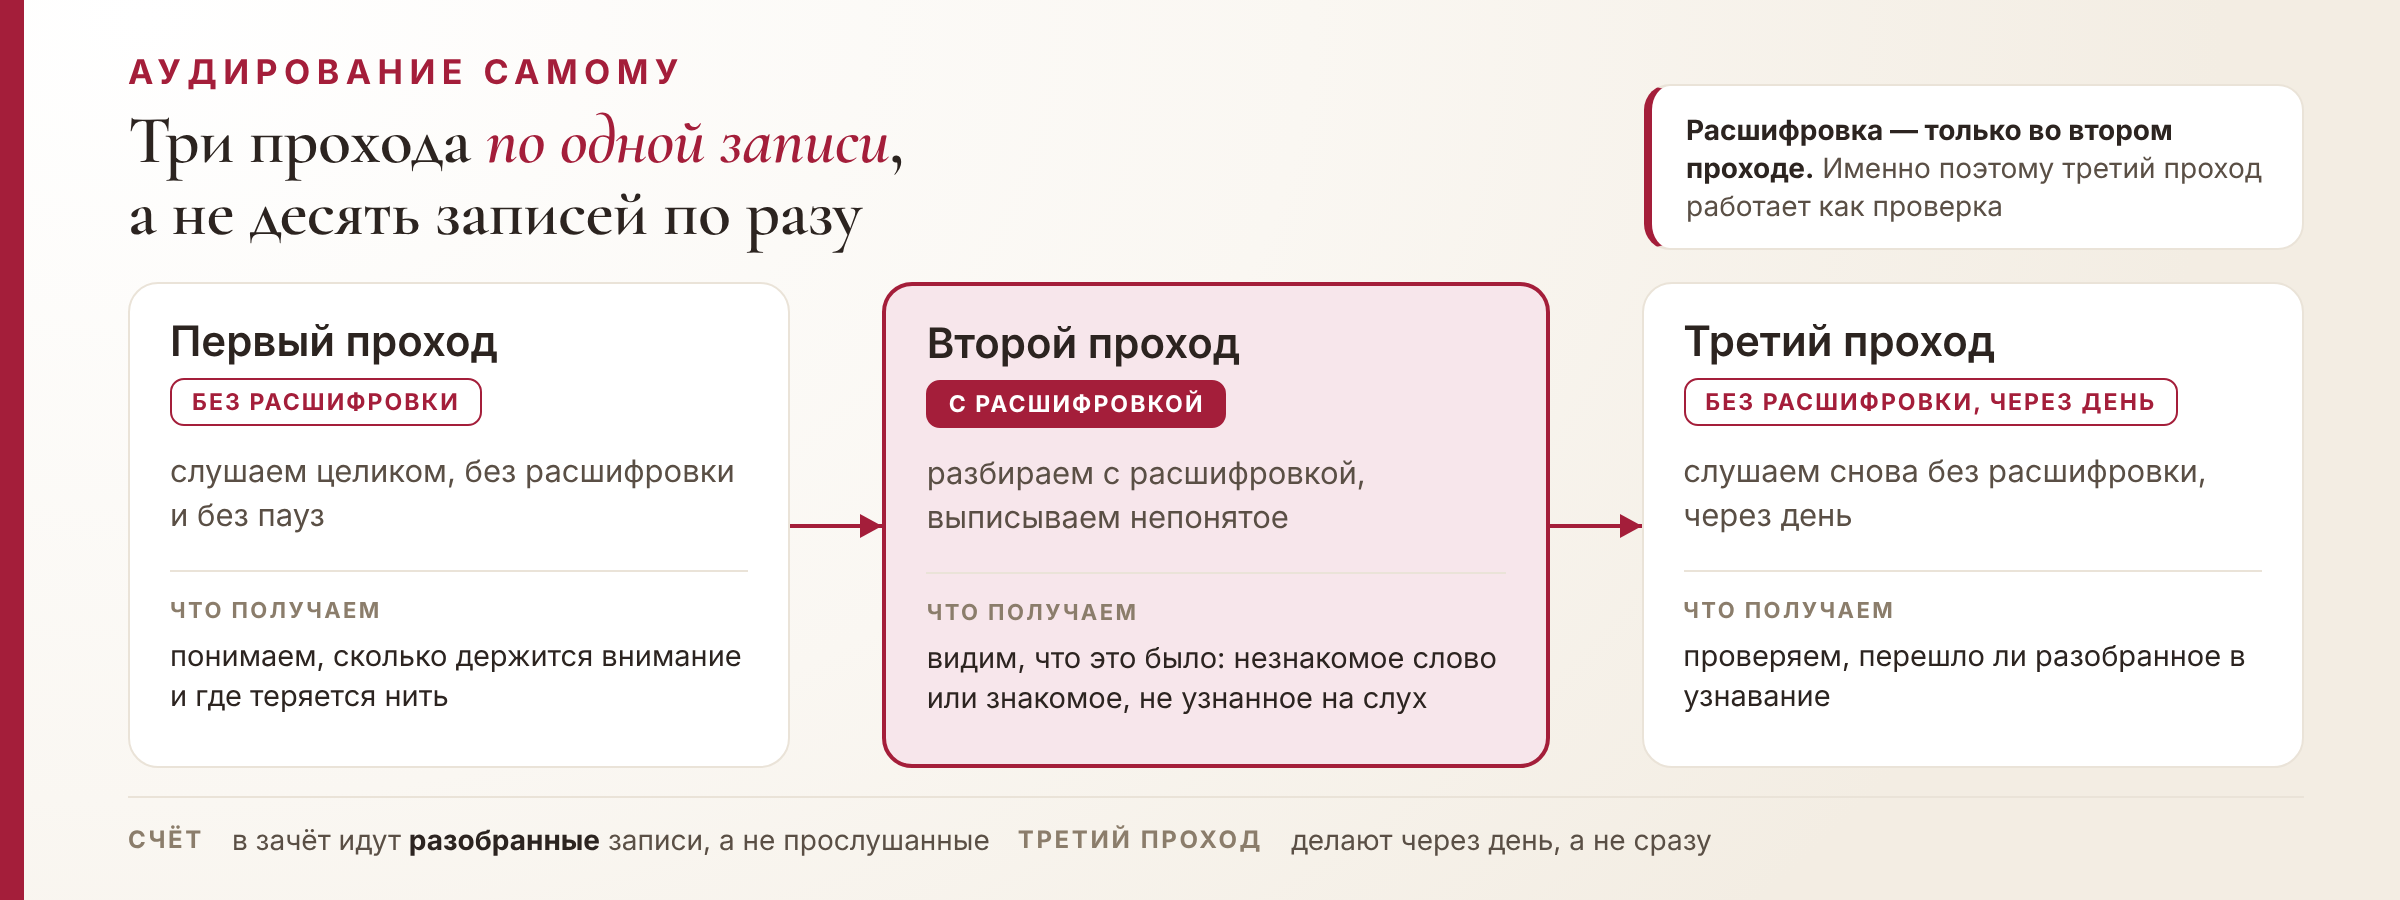 АУДИРОВАНИЕ САМОМУ
Три прохода по одной записи,
а не десять записей по разу
Расшифровка — только во втором
проходе. Именно поэтому третий проход
работает как проверка
Первый проход
БЕЗ РАСШИФРОВКИ
слушаем целиком, без расшифровки
и без пауз
ЧТО ПОЛУЧАЕМ
понимаем, сколько держится внимание
и где теряется нить
Второй проход
С РАСШИФРОВКОЙ
разбираем с расшифровкой,
выписываем непонятое
ЧТО ПОЛУЧАЕМ
видим, что это было: незнакомое слово
или знакомое, не узнанное на слух
Третий проход
БЕЗ РАСШИФРОВКИ, ЧЕРЕЗ ДЕНЬ
слушаем снова без расшифровки,
через день
ЧТО ПОЛУЧАЕМ
проверяем, перешло ли разобранное в
узнавание
СЧЁТ в зачёт идут разобранные записи, а не прослушанные ТРЕТИЙ ПРОХОД делают через день, а не сразу